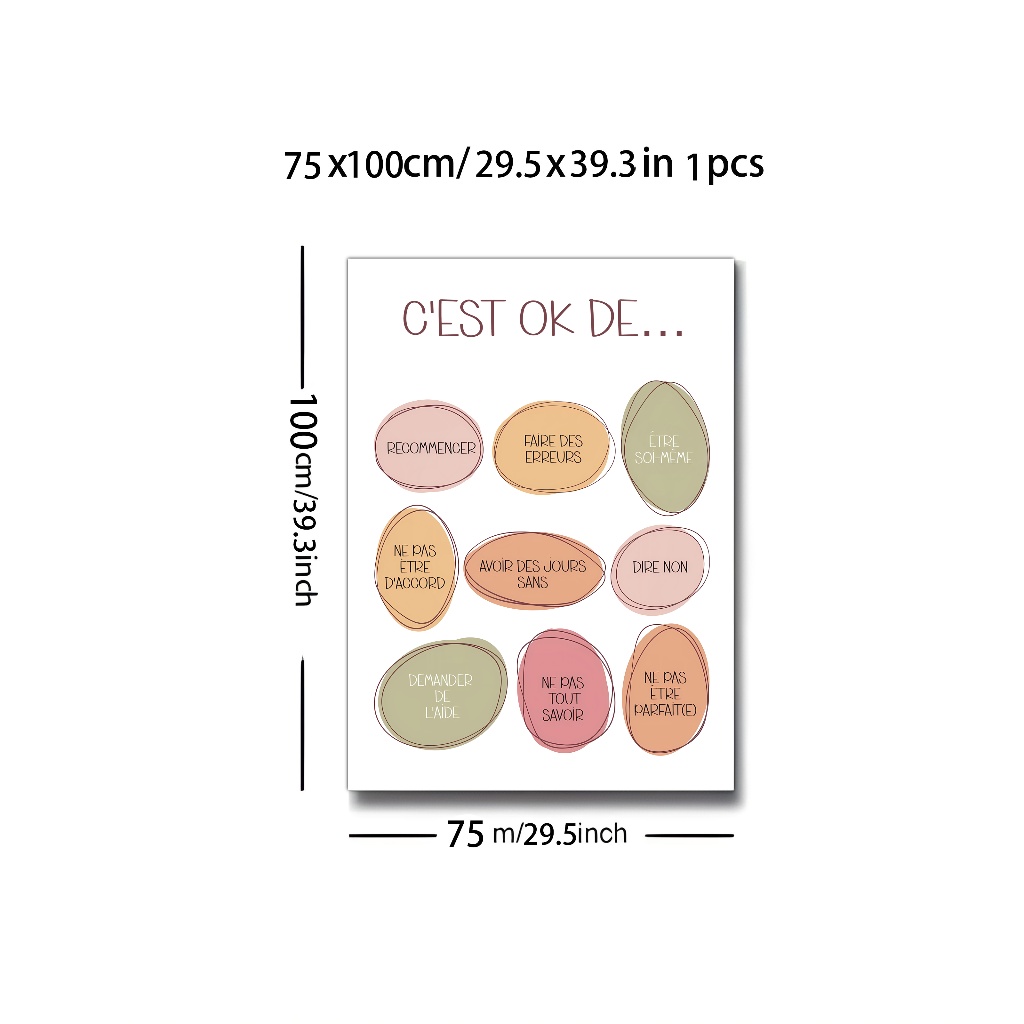 75x100cm/29.5x39.3in 1pcs
C'EST OK DE...
RECOMMENCER
FAIRE DES
ERREURS
ÊTRE
SOI-MÊME
NE PAS
ÊTRE
D'ACCORD
AVOIR DES JOURS
SANS
DIRE NON
DEMANDER
DE
L'AIDE
NE PAS
TOUT
SAVOIR
NE PAS
ÊTRE
PARFAIT(E)
100cm/39.3inch
75 m/29.5inch